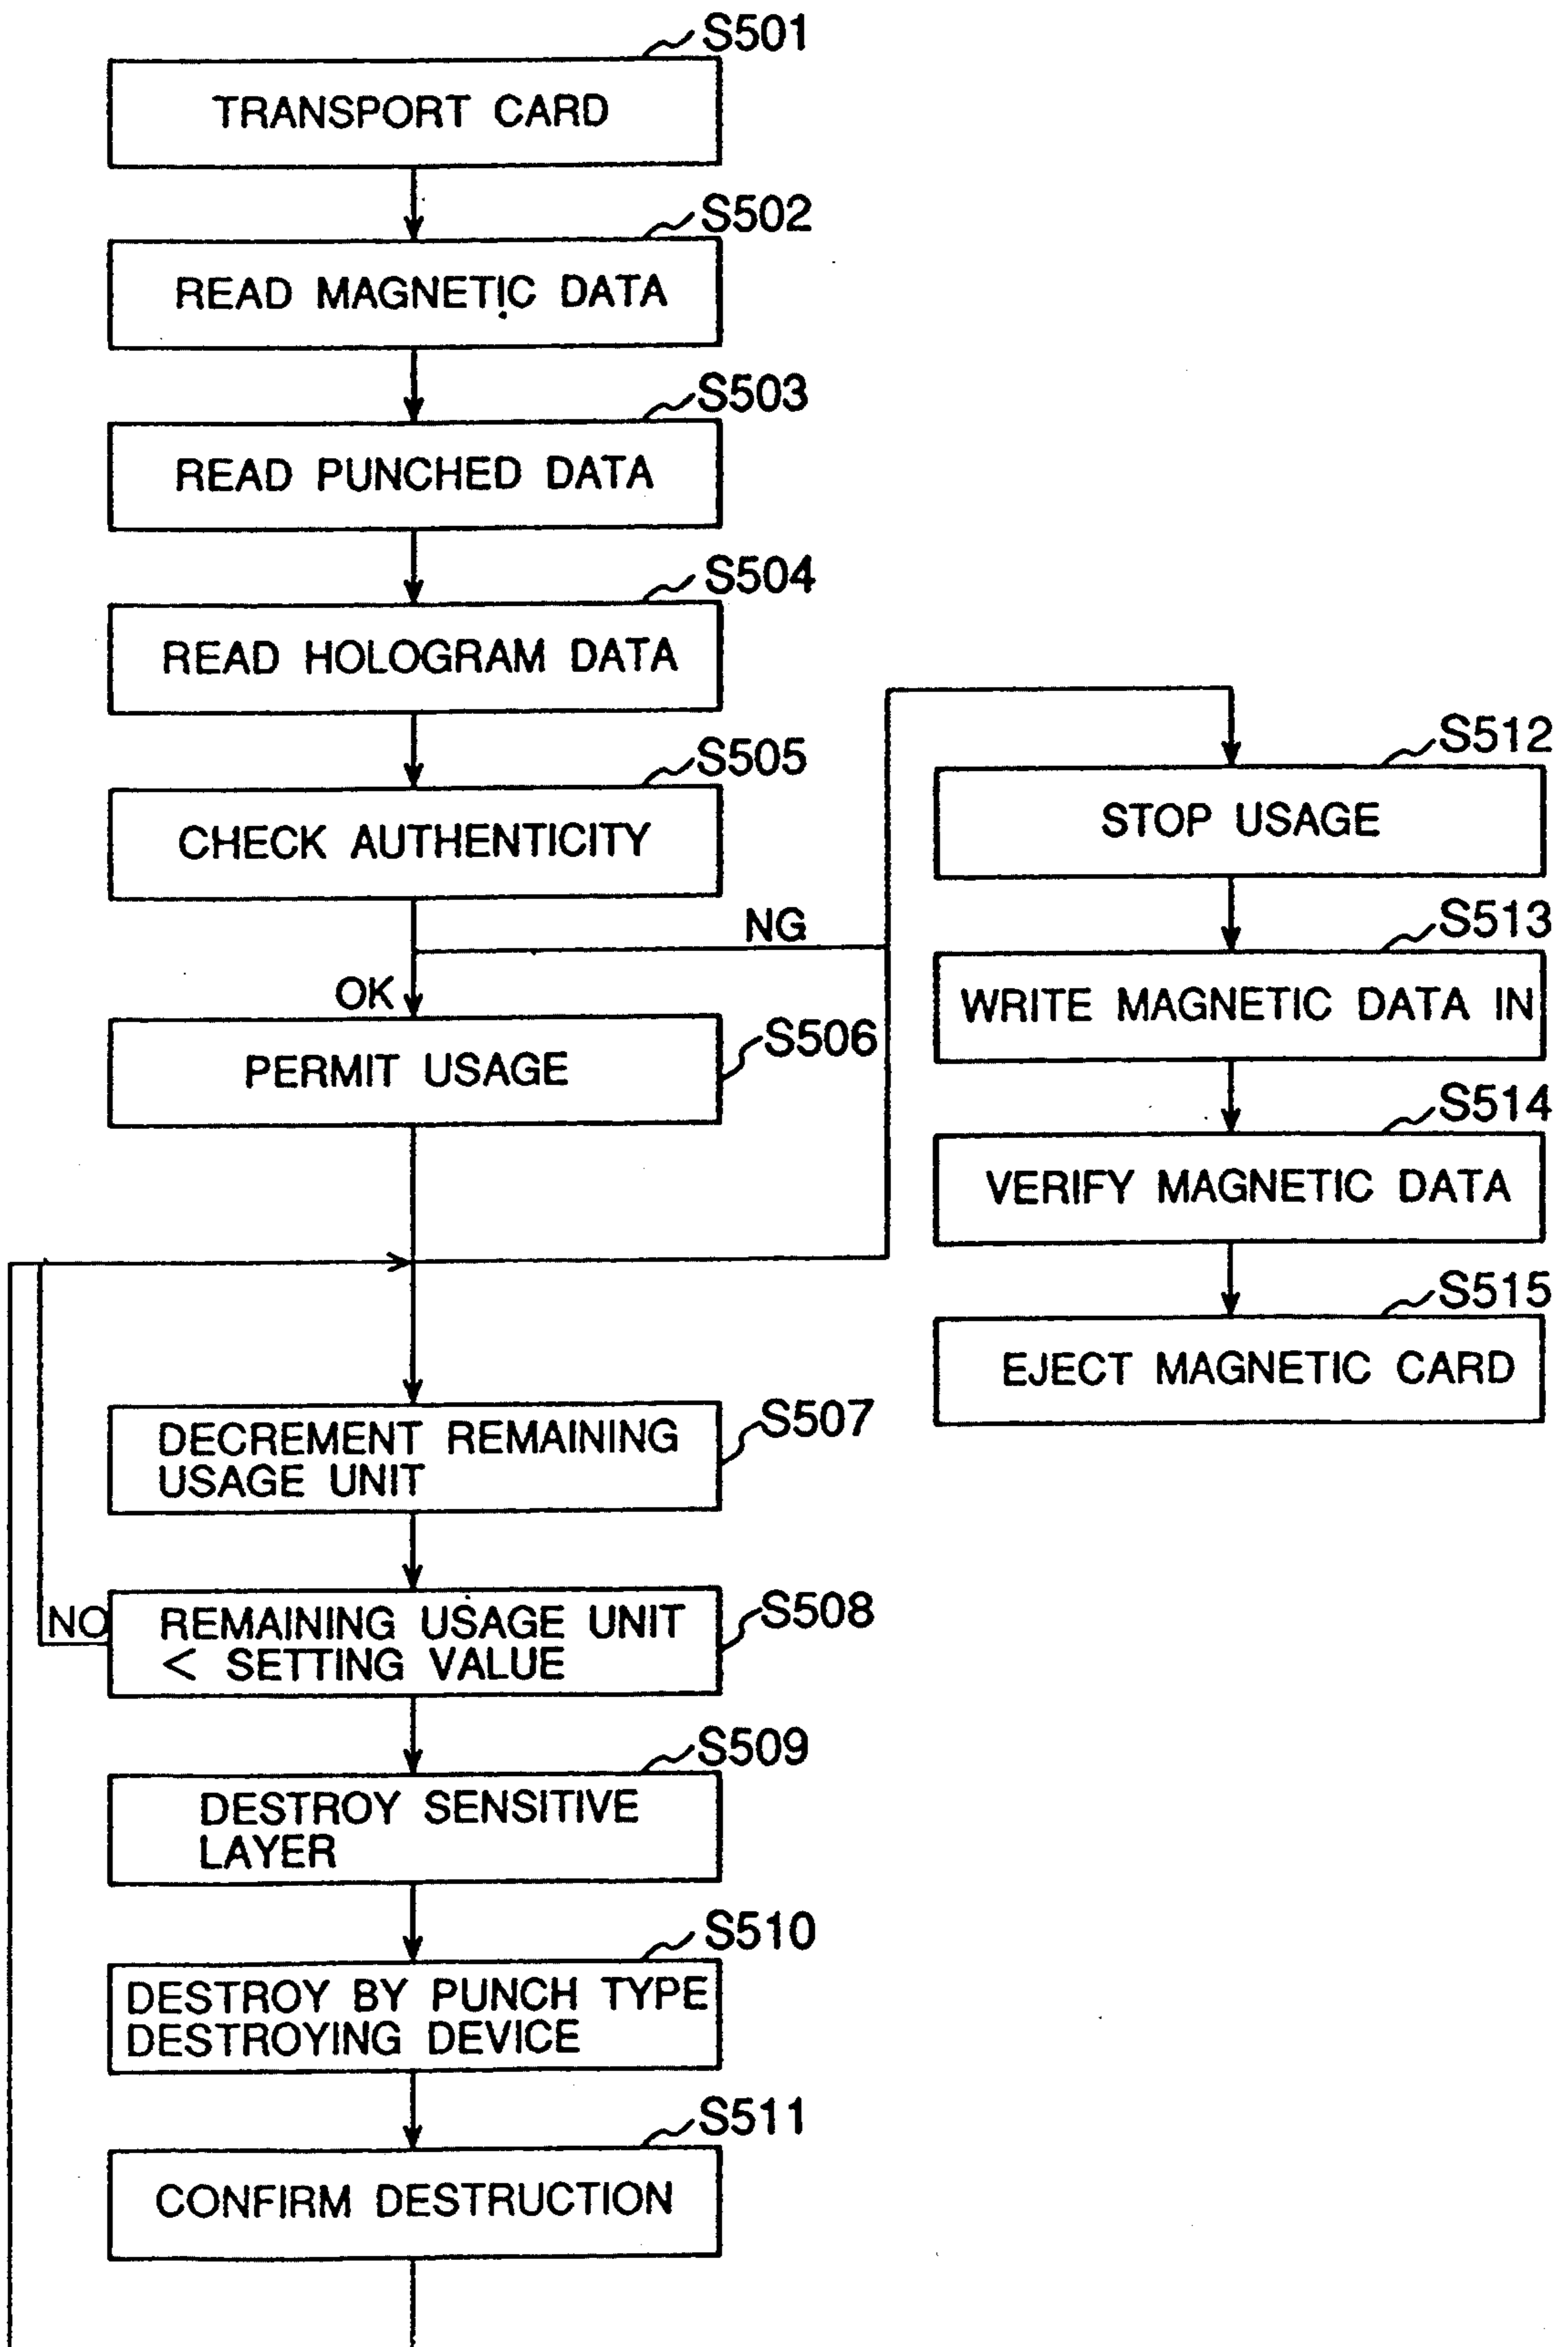 S501
TRANSPORT CARD
S502
READ MAGNETIC DATA
S503
READ PUNCHED DATA
S504
READ HOLOGRAM DATA
S505
CHECK AUTHENTICITY
NG
OK
PERMIT USAGE
S506
DECREMENT REMAINING
USAGE UNIT
S507
NO
REMAINING USAGE UNIT
< SETTING VALUE
S508
S509
DESTROY SENSITIVE
LAYER
S510
DESTROY BY PUNCH TYPE
DESTROYING DEVICE
S511
CONFIRM DESTRUCTION
S512
STOP USAGE
S513
WRITE MAGNETIC DATA IN
S514
VERIFY MAGNETIC DATA
S515
EJECT MAGNETIC CARD